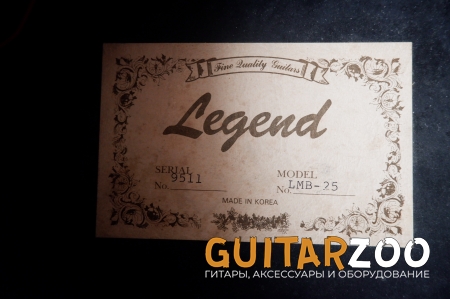 Fine Quality Guitars
Legend
SERIAL No. 9511
MODEL No. LMB-25
MADE IN KOREA
GUITARZOO
ГИТАРЫ, АКСЕССУАРЫ И ОБОРУДОВАНИЕ